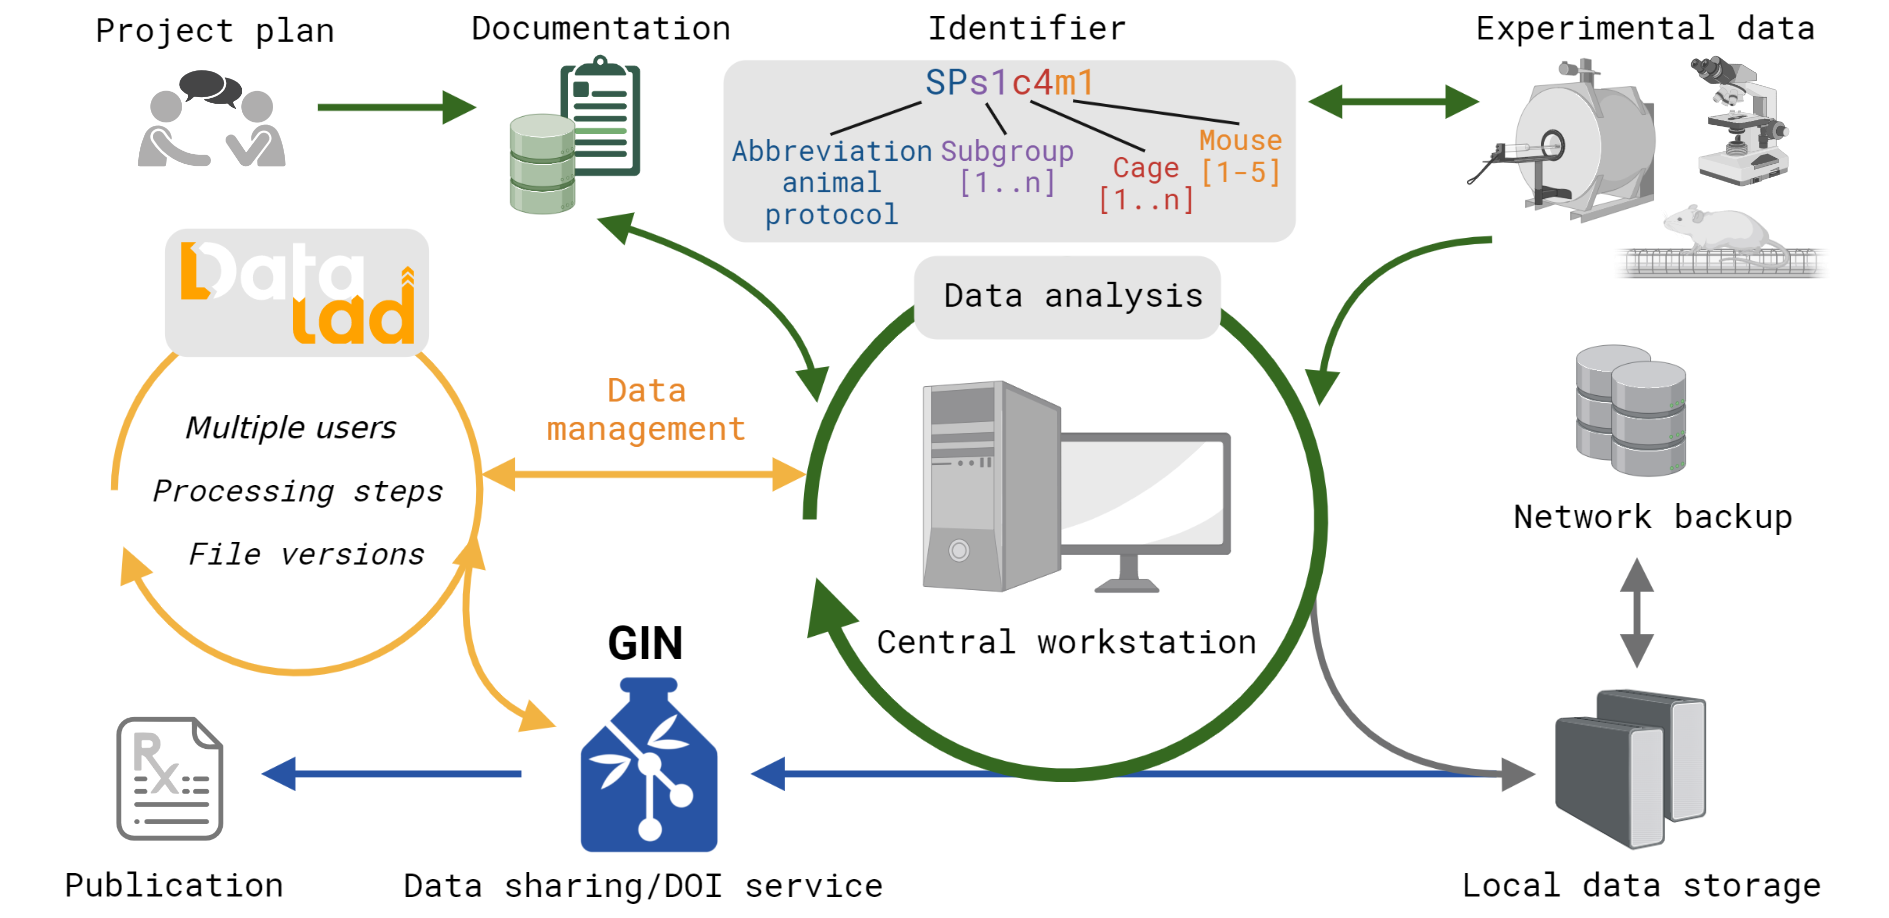 Project plan
Documentation
Identifier
Experimental data
SPs1c4m1
Abbreviation
animal
protocol
Subgroup
[1..n]
Cage
[1..n]
Mouse
[1-5]
Data
lad
Data analysis
Multiple users
Processing steps
File versions
Data
management
Central workstation
Network backup
GIN
Rx
Publication
Data sharing/DOI service
Local data storage